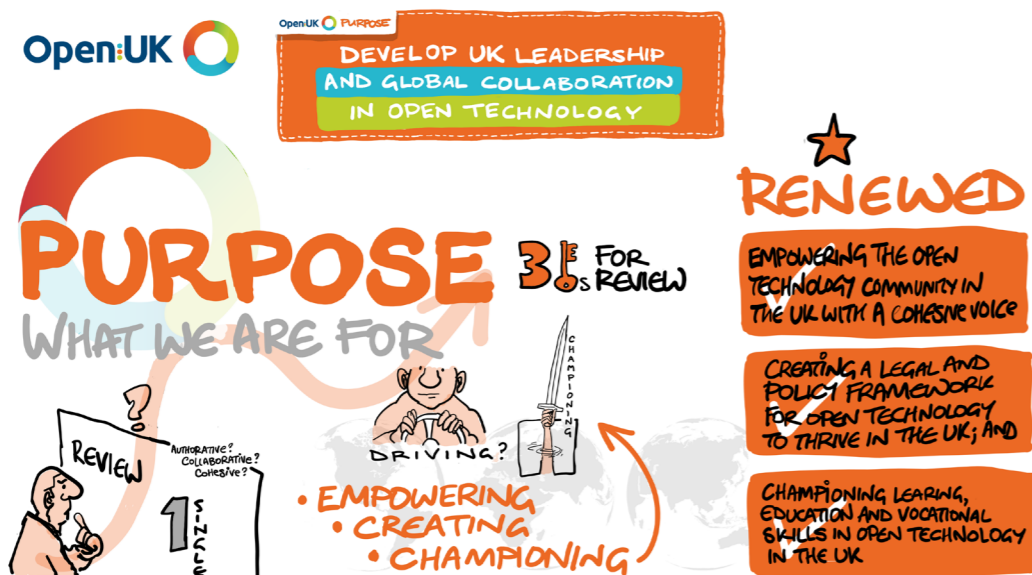 Open:UK
Open:UK PURPOSE
DEVELOP UK LEADERSHIP
AND GLOBAL COLLABORATION
IN OPEN TECHNOLOGY
PURPOSE
WHAT WE ARE FOR
3 KEYs FOR
REVIEW
RENEWED
EMPOWERING THE OPEN
TECHNOLOGY COMMUNITY IN
THE UK WITH A COHESIVE VOICE
CREATING A LEGAL AND
POLICY FRAMEWORK
FOR OPEN TECHNOLOGY
TO THRIVE IN THE UK; AND
CHAMPIONING LEARING,
EDUCATION AND VOCATIONAL
SKILLS IN OPEN TECHNOLOGY
IN THE UK
?
REVIEW
AUTHORATIVE?
COLLABORATIVE?
COHESIVE?
1
SINGLE
DRIVING?
CHAMPIONING
• EMPOWERING
• CREATING
• CHAMPIONING